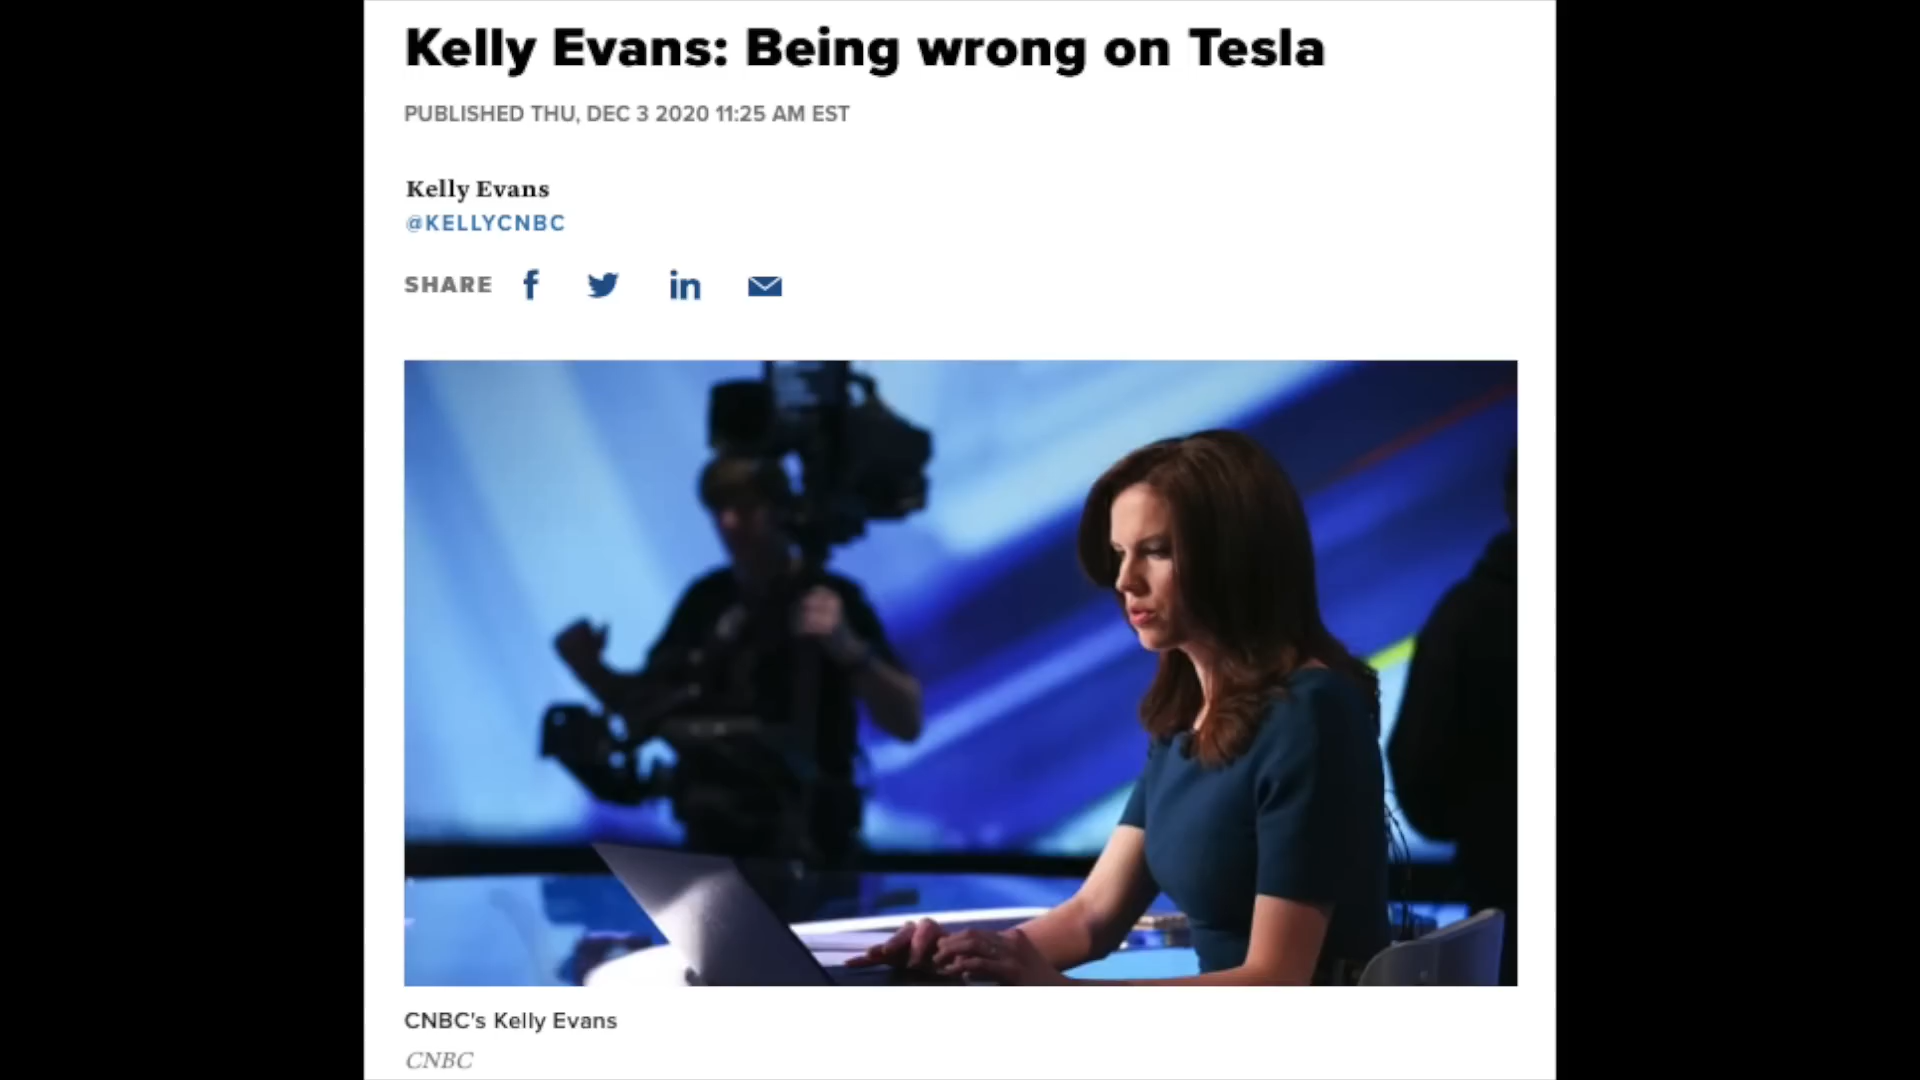 Kelly Evans: Being wrong on Tesla
PUBLISHED THU, DEC 3 2020 11:25 AM EST
Kelly Evans
@KELLYCNBC
SHARE
CNBC's Kelly Evans
CNBC